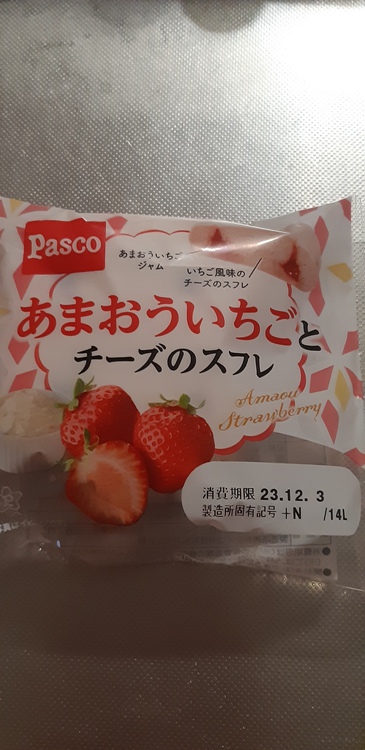 Pasco
あまおういちご
ジャム
いちご風味の
チーズのスフレ
あまおういちごと
チーズのスフレ
Amaou
Strawberry
消費期限 23.12. 3
製造所固有記号 +N /14L